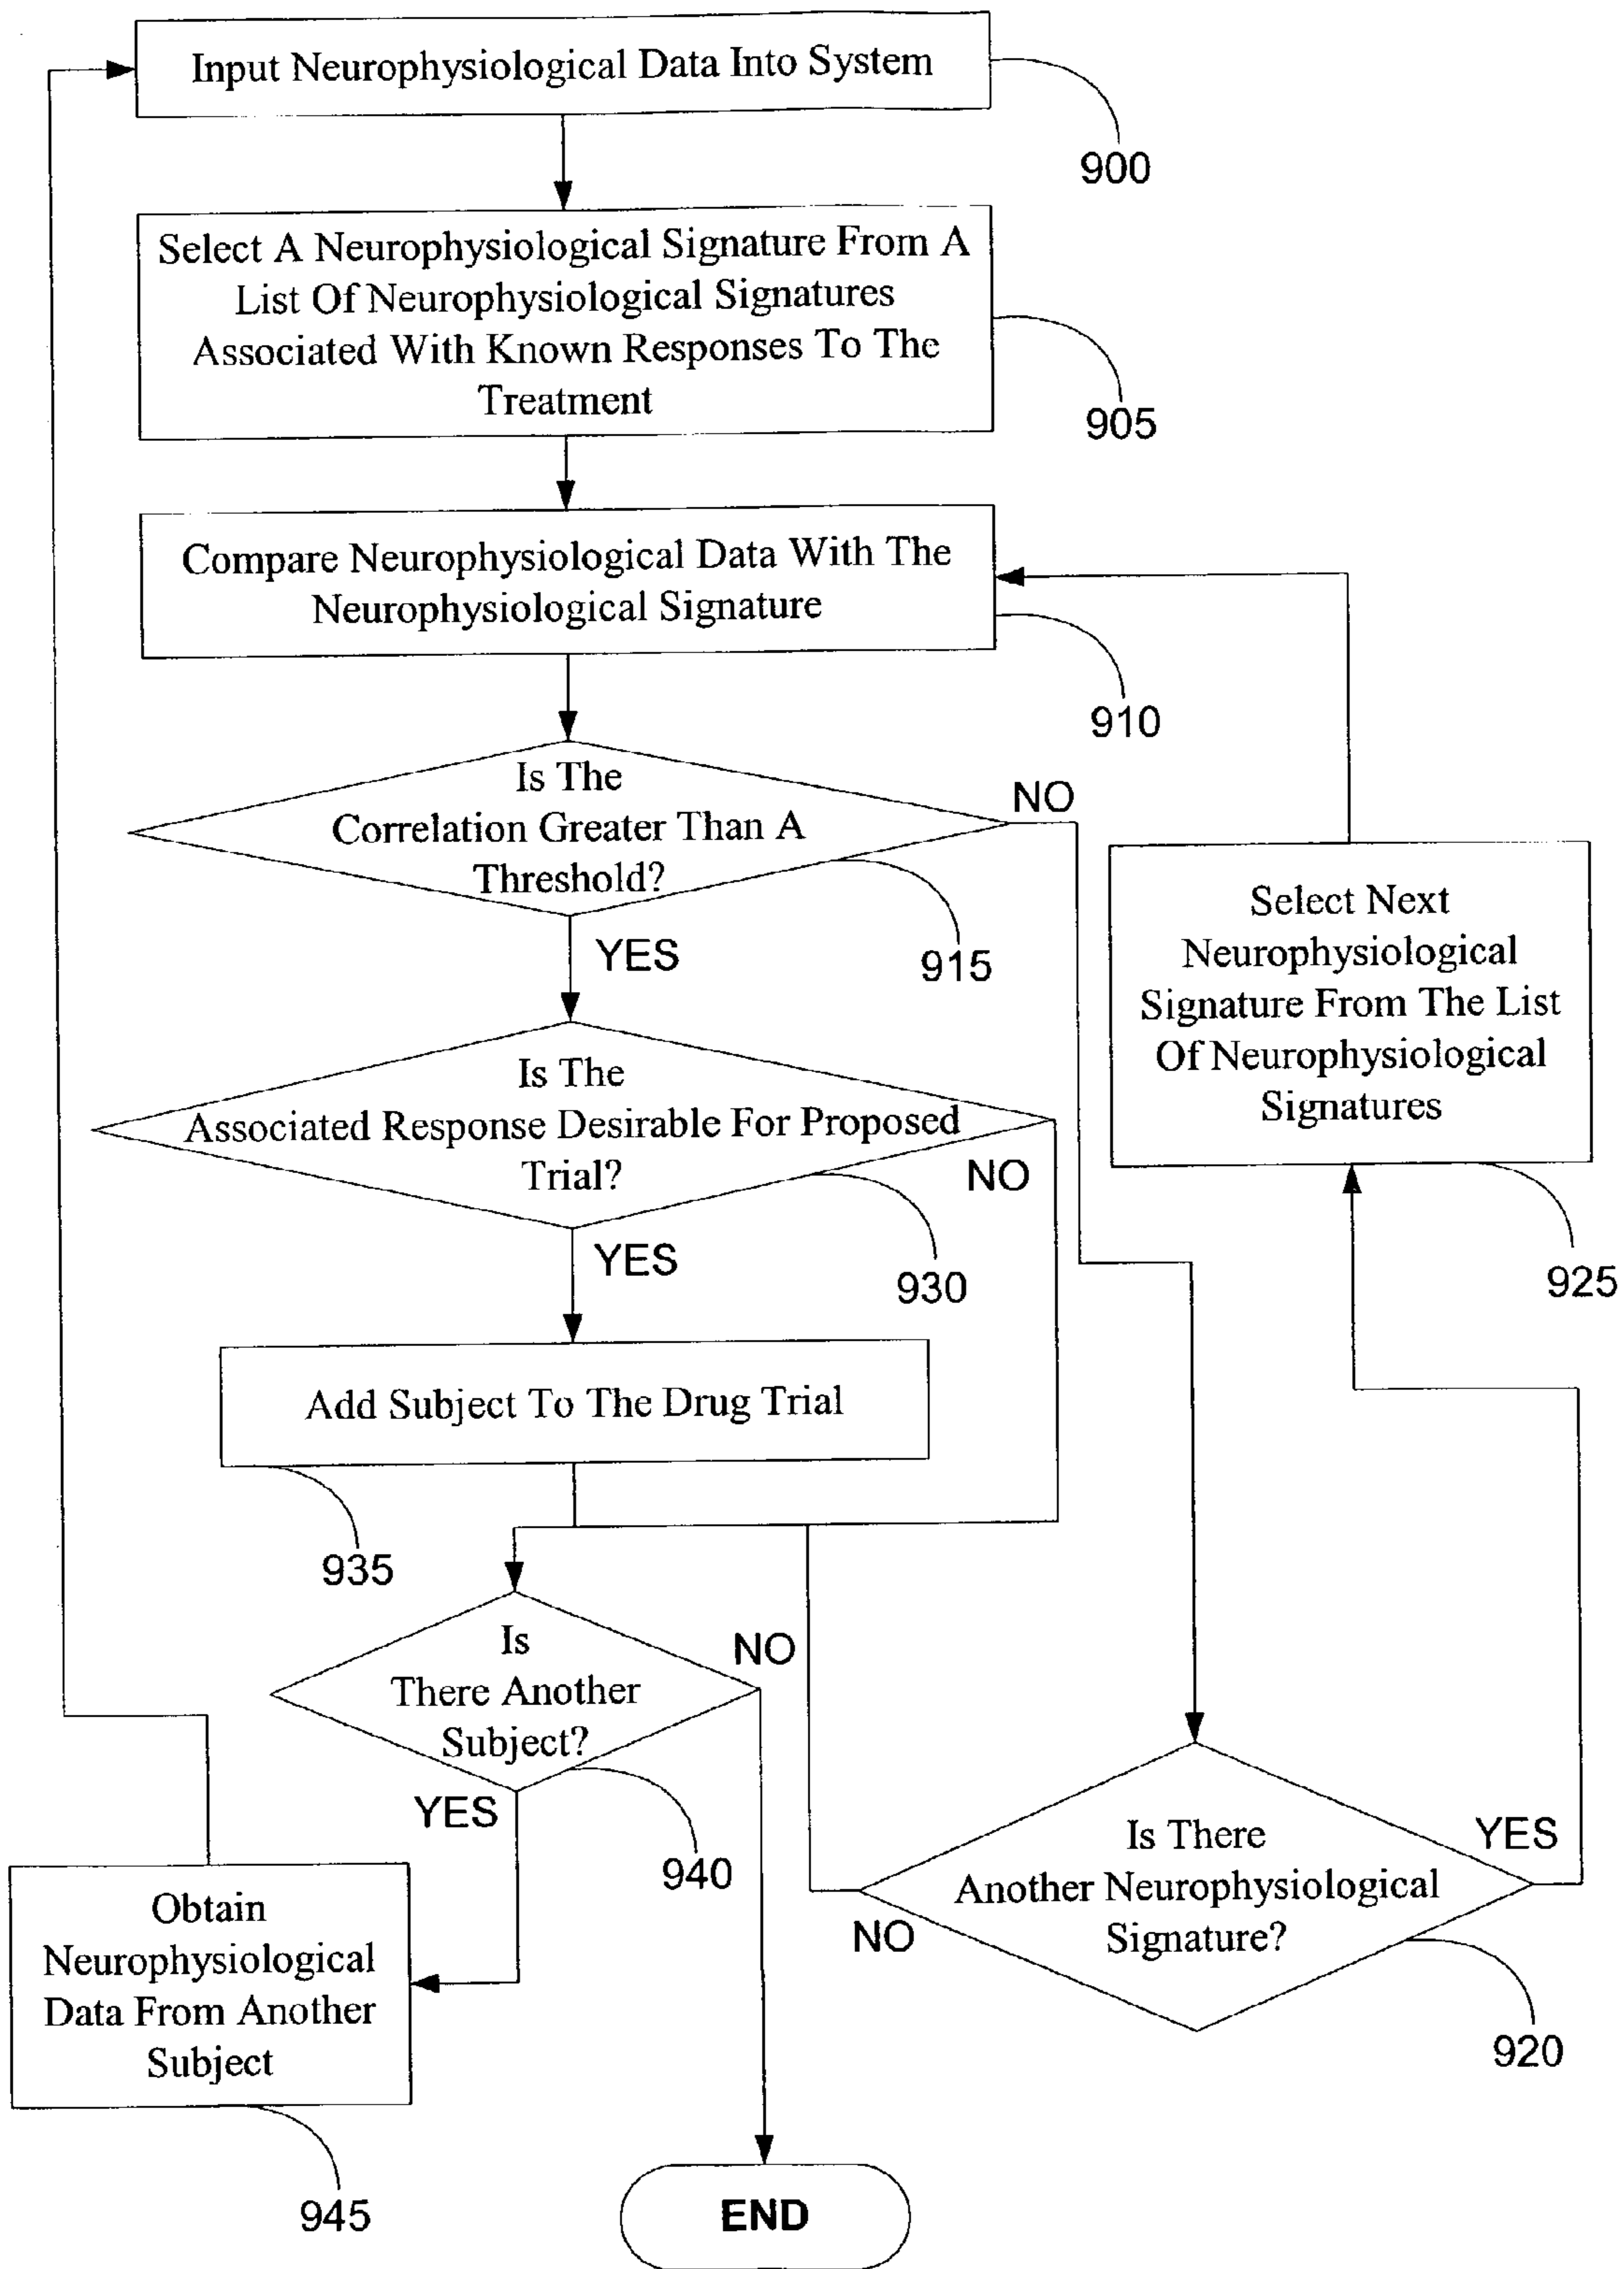 Input Neurophysiological Data Into System
900
Select A Neurophysiological Signature From A
List Of Neurophysiological Signatures
Associated With Known Responses To The
Treatment
905
Compare Neurophysiological Data With The
Neurophysiological Signature
910
Is The
Correlation Greater Than A
Threshold?
NO
YES
915
Select Next
Neurophysiological
Signature From The List
Of Neurophysiological
Signatures
925
Is The
Associated Response Desirable For Proposed
Trial?
NO
YES
930
Add Subject To The Drug Trial
935
Is
There Another
Subject?
NO
YES
940
Is There
Another Neurophysiological
Signature?
YES
NO
920
Obtain
Neurophysiological
Data From Another
Subject
945
END